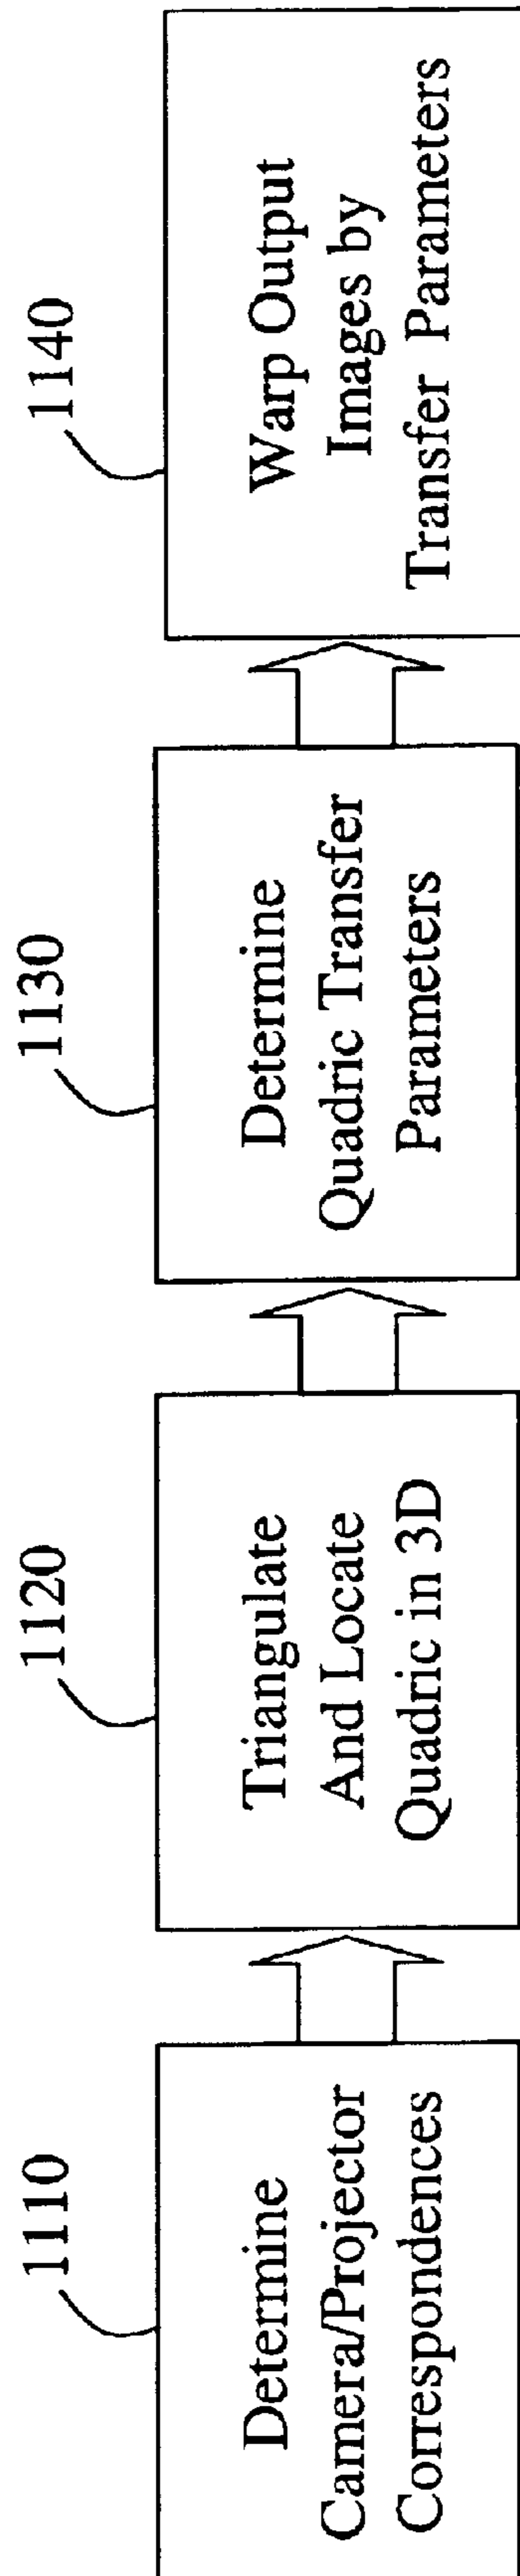 1110
Determine
Camera/Projector
Correspondences
1120
Triangulate
And Locate
Quadric in 3D
1130
Determine
Quadric Transfer
Parameters
1140
Warp Output
Images by
Transfer Parameters